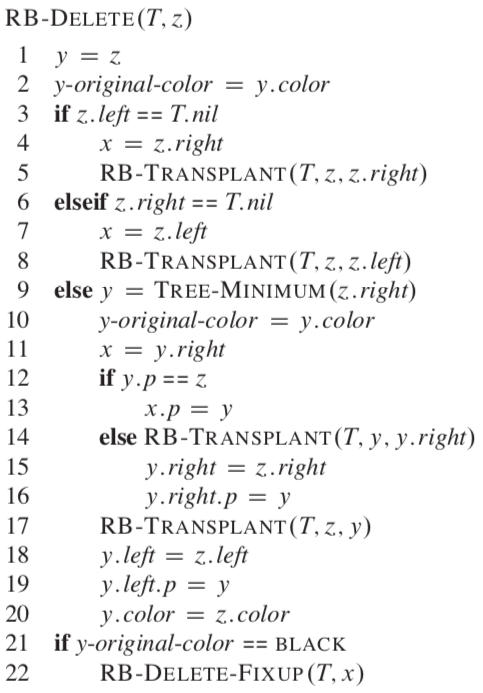 RB-DELETE(T, z)
1 y = z
2 y-original-color = y.color
3 if z.left == T.nil
4 x = z.right
5 RB-TRANSPLANT(T, z, z.right)
6 elseif z.right == T.nil
7 x = z.left
8 RB-TRANSPLANT(T, z, z.left)
9 else y = TREE-MINIMUM(z.right)
10 y-original-color = y.color
11 x = y.right
12 if y.p == z
13 x.p = y
14 else RB-TRANSPLANT(T, y, y.right)
15 y.right = z.right
16 y.right.p = y
17 RB-TRANSPLANT(T, z, y)
18 y.left = z.left
19 y.left.p = y
20 y.color = z.color
21 if y-original-color == BLACK
22 RB-DELETE-FIXUP(T, x)